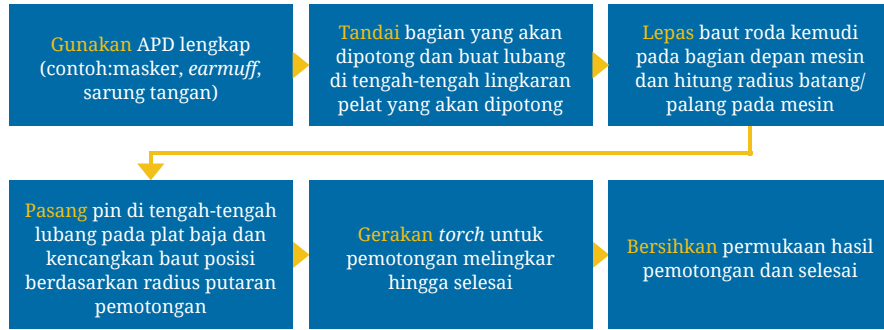 Gunakan APD lengkap
(contoh:masker, earmuff,
sarung tangan)
Tandai bagian yang akan
dipotong dan buat lubang
di tengah-tengah lingkaran
pelat yang akan dipotong
Lepas baut roda kemudi
pada bagian depan mesin
dan hitung radius batang/
palang pada mesin
Pasang pin di tengah-tengah
lubang pada plat baja dan
kencangkan baut posisi
berdasarkan radius putaran
pemotongan
Gerakan torch untuk
pemotongan melingkar
hingga selesai
Bersihkan permukaan hasil
pemotongan dan selesai